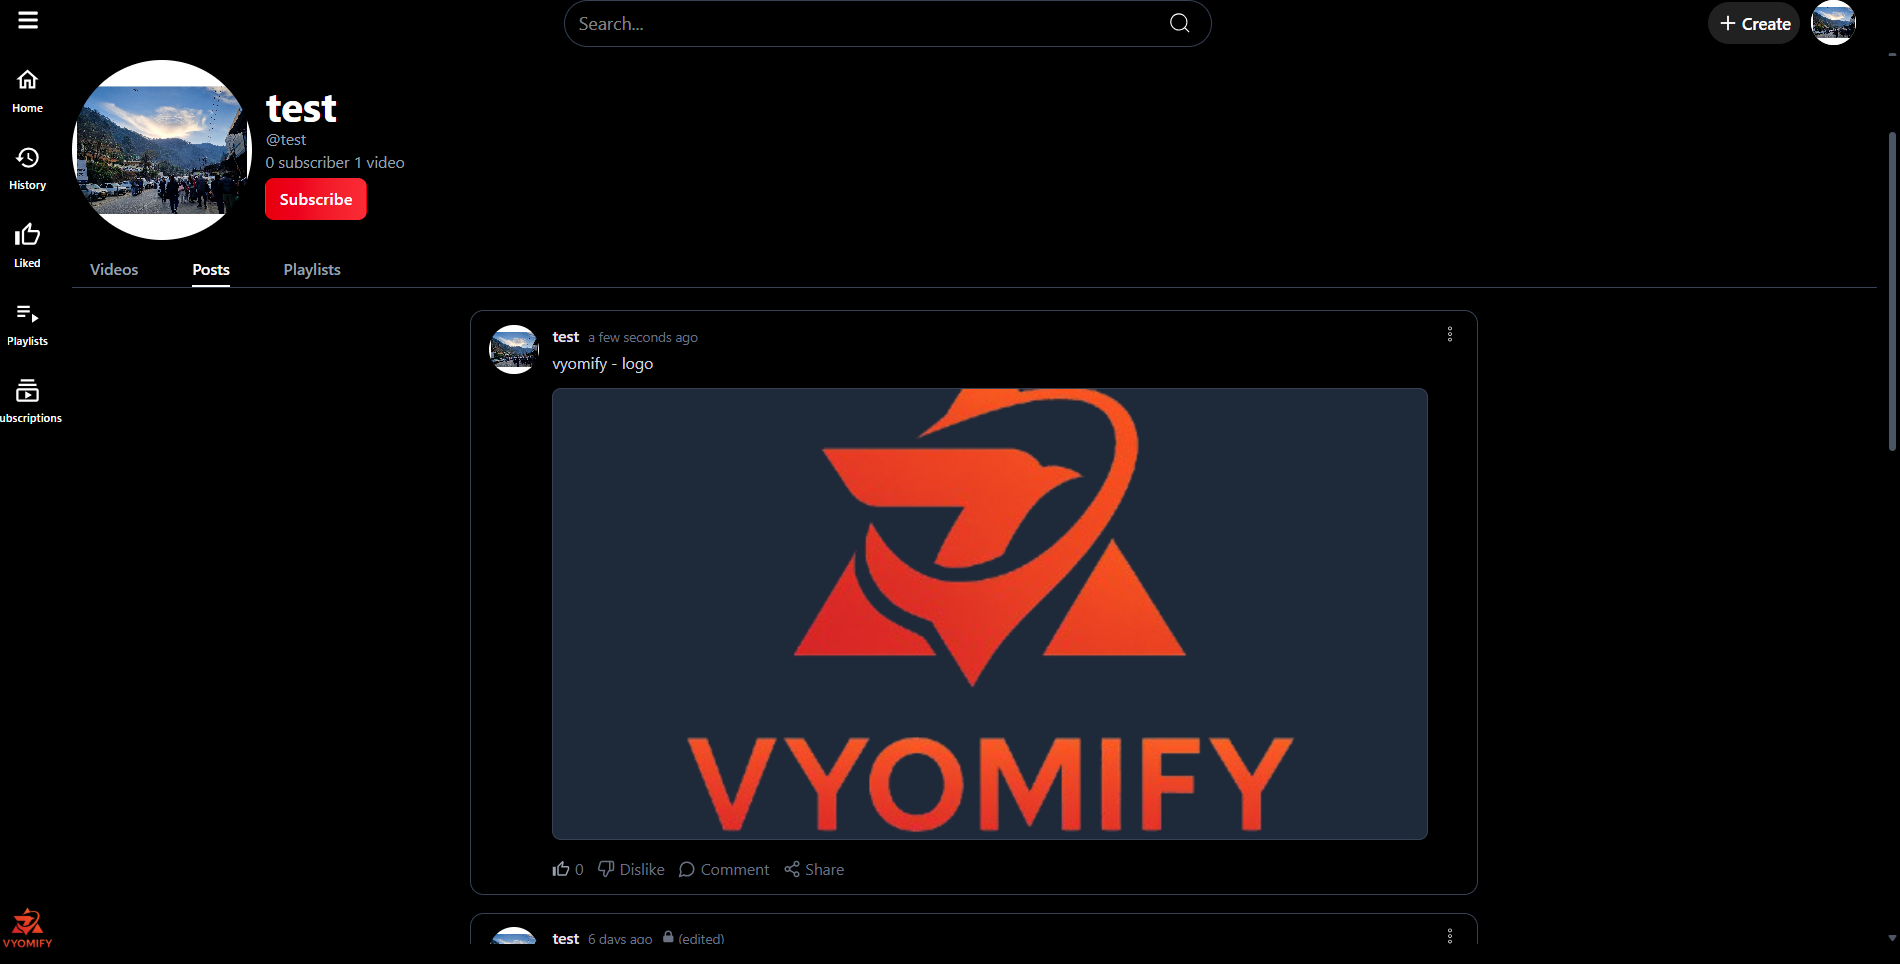 Search...
+ Create
Home
History
Liked
Playlists
ubscriptions
test
@test
0 subscriber 1 video
Subscribe
Videos
Posts
Playlists
test a few seconds ago
vyomify - logo
VYOMIFY
0 Dislike Comment Share
test 6 days ago (edited)
VYOMIFY